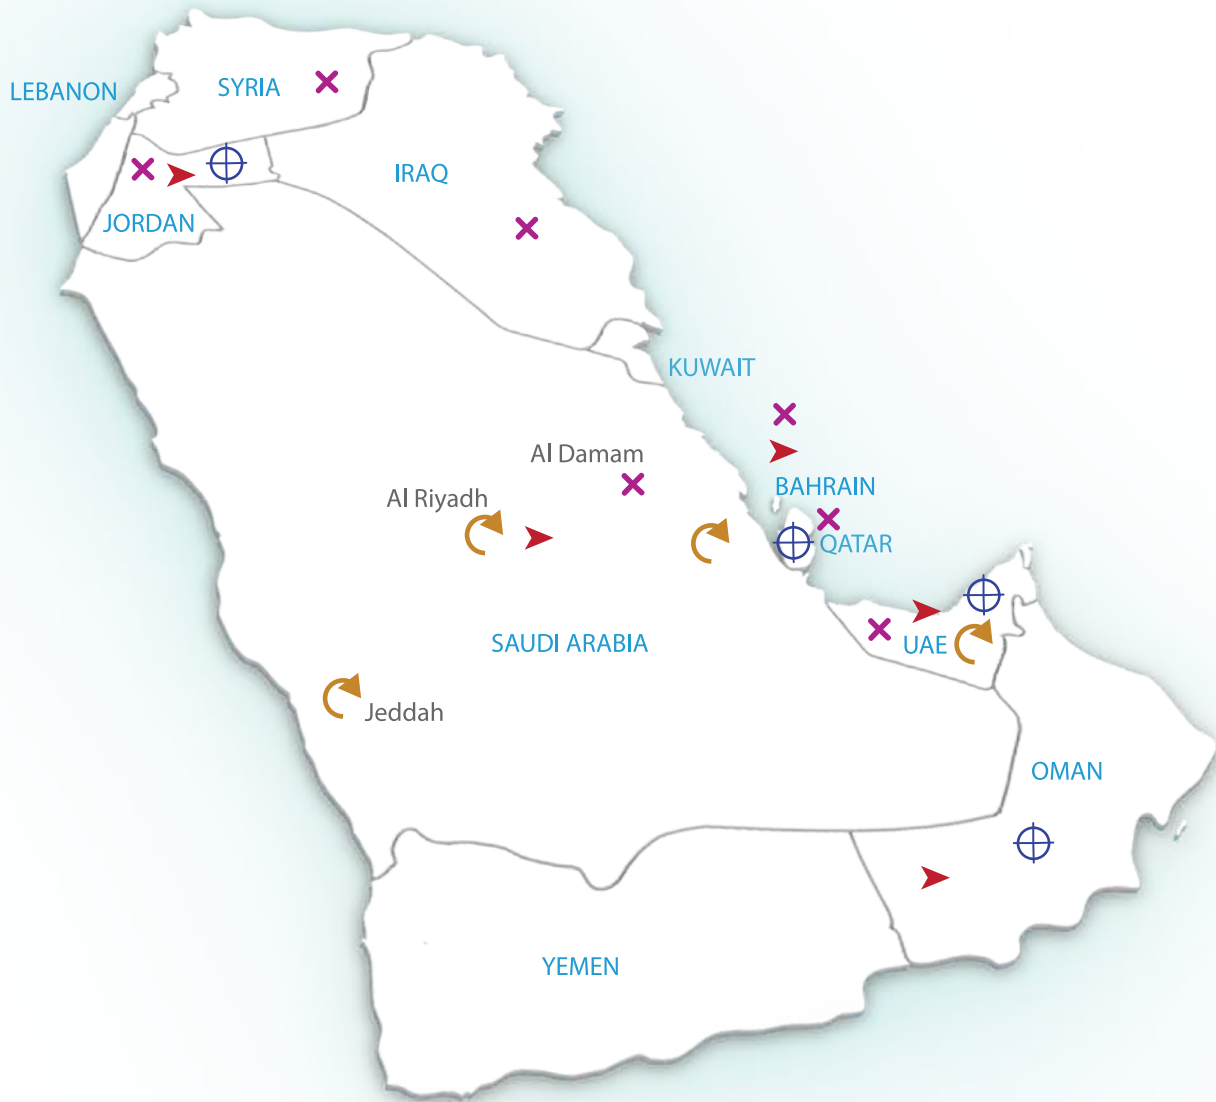 LEBANON
SYRIA
IRAQ
JORDAN
KUWAIT
Al Damam
Al Riyadh
BAHRAIN
QATAR
SAUDI ARABIA
UAE
Jeddah
OMAN
YEMEN